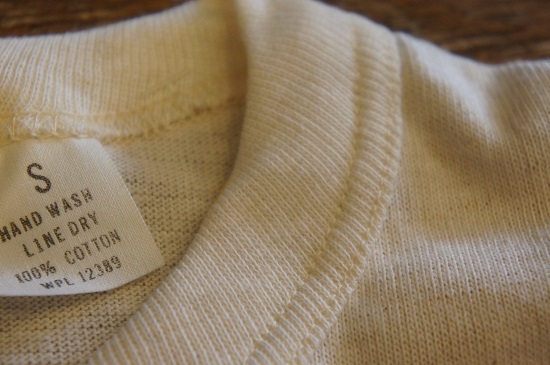 S
HAND WASH
LINE DRY
100% COTTON
WPL 12389